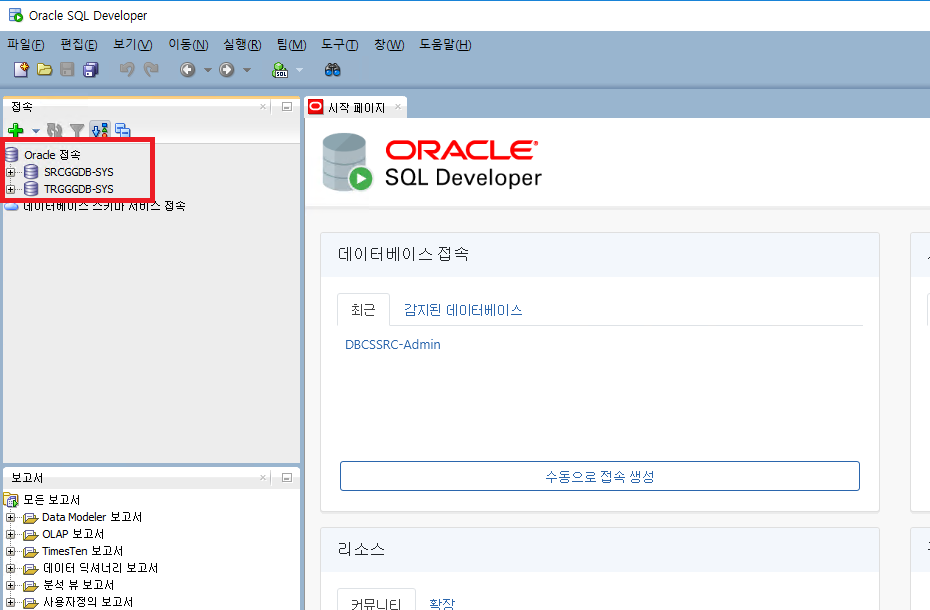 Oracle SQL Developer
파일(F) 편집(E) 보기(V) 이동(N) 실행(R) 팀(M) 도구(T) 창(W) 도움말(H)
SQL
접속
Oracle 접속
SRCGGDB-SYS
TRGGGDB-SYS
데이터베이스 스키마 서비스 접속
시작 페이지
ORACLE
SQL Developer
데이터베이스 접속
최근 감지된 데이터베이스
DBCSSRC-Admin
수동으로 접속 생성
리소스
커뮤니티 확장
보고서
모든 보고서
Data Modeler 보고서
OLAP 보고서
TimesTen 보고서
데이터 딕셔너리 보고서
분석 뷰 보고서
사용자정의 보고서